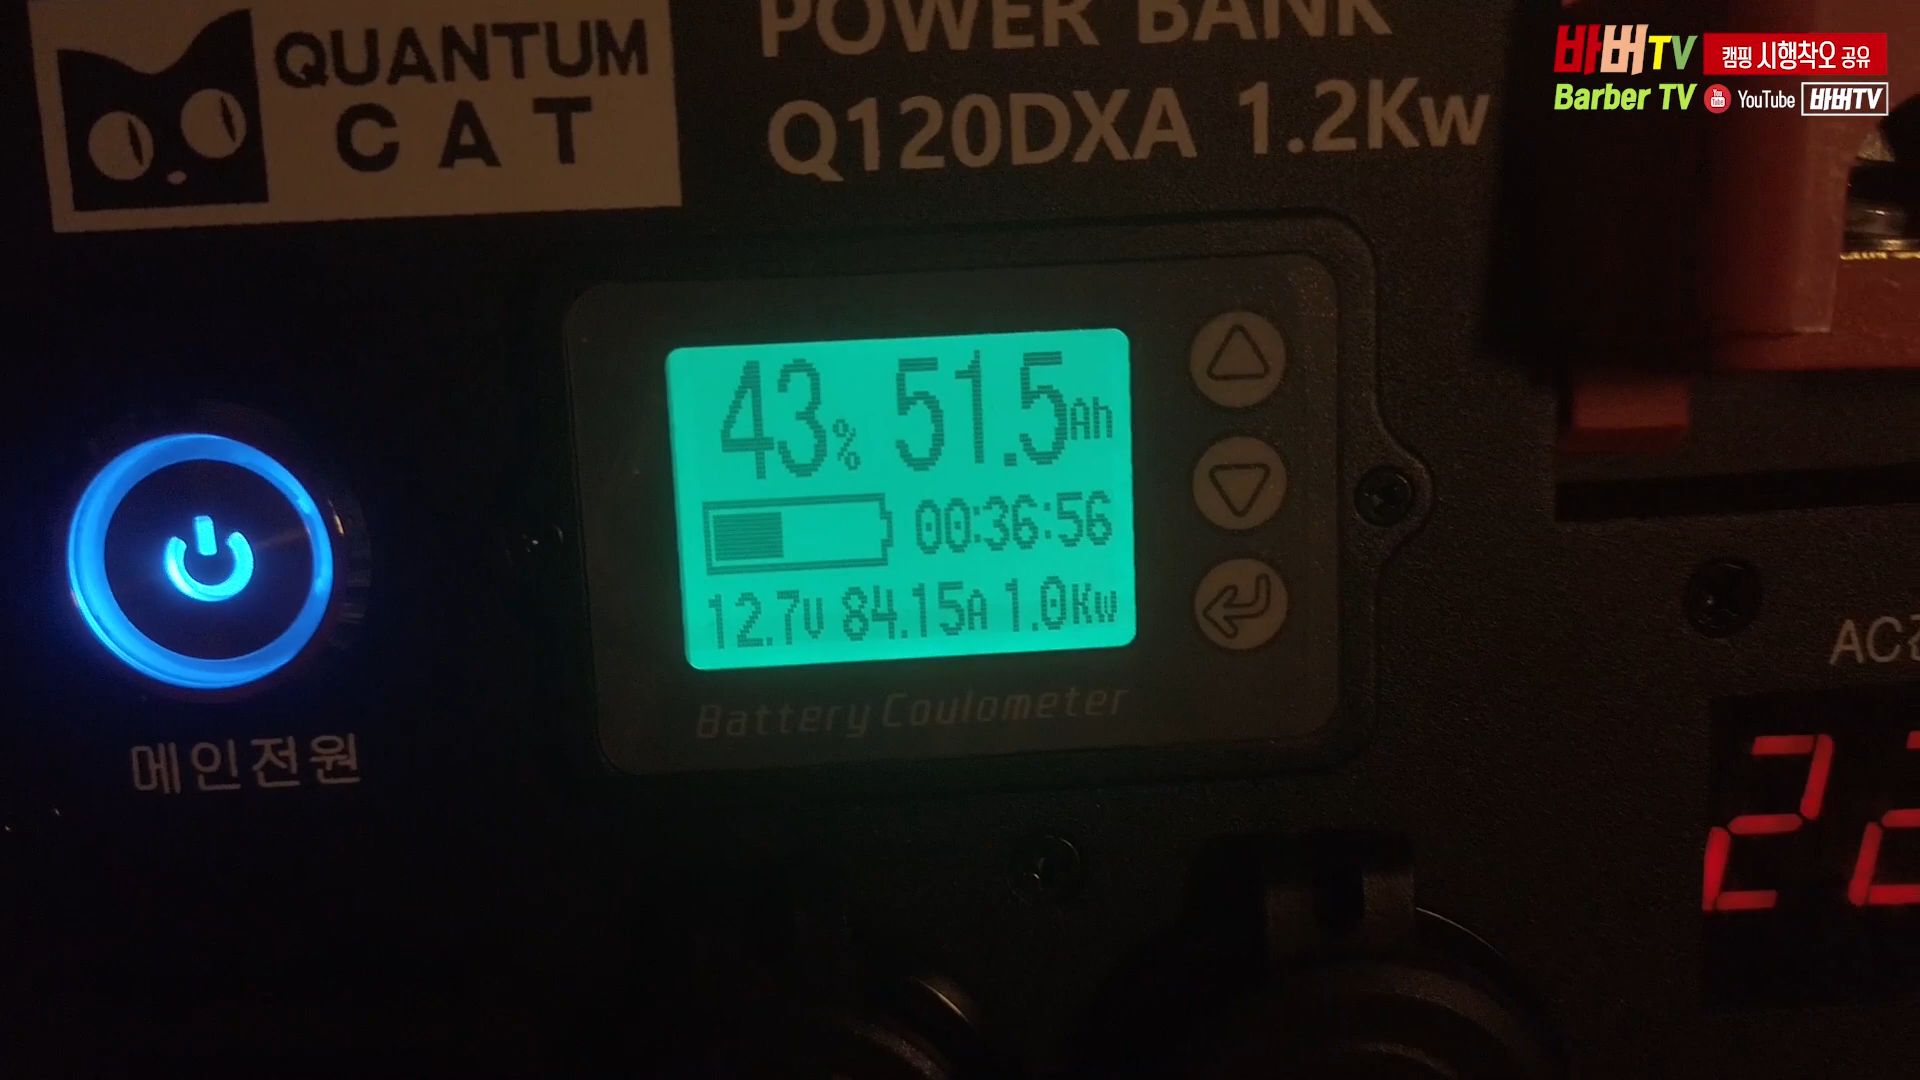 QUANTUM
CAT
POWER BANK
Q120DXA 1.2Kw
바버TV 캠핑 시행착오 공유
Barber TV YouTube 바버TV
43% 51.5Ah
00:36:56
12.7V 84.15A 1.0Kw
Battery Coulometer
메인전원
AC